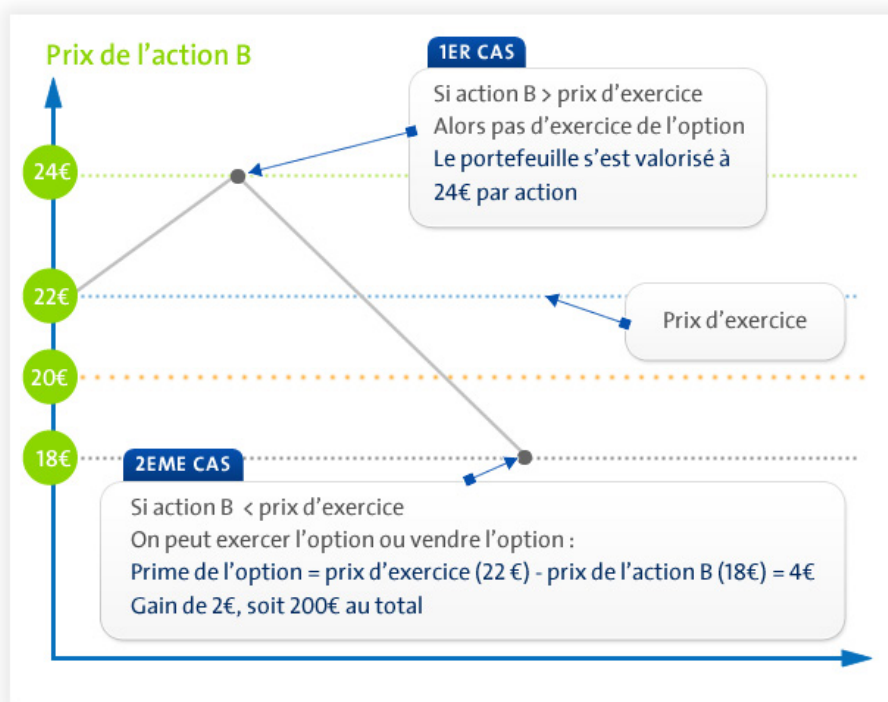 Prix de l’action B
1ER CAS
Si action B > prix d’exercice
Alors pas d’exercice de l’option
Le portefeuille s’est valorisé à
24€ par action
24€
22€
Prix d’exercice
20€
18€
2EME CAS
Si action B < prix d’exercice
On peut exercer l’option ou vendre l’option :
Prime de l’option = prix d’exercice (22 €) - prix de l’action B (18€) = 4€
Gain de 2€, soit 200€ au total